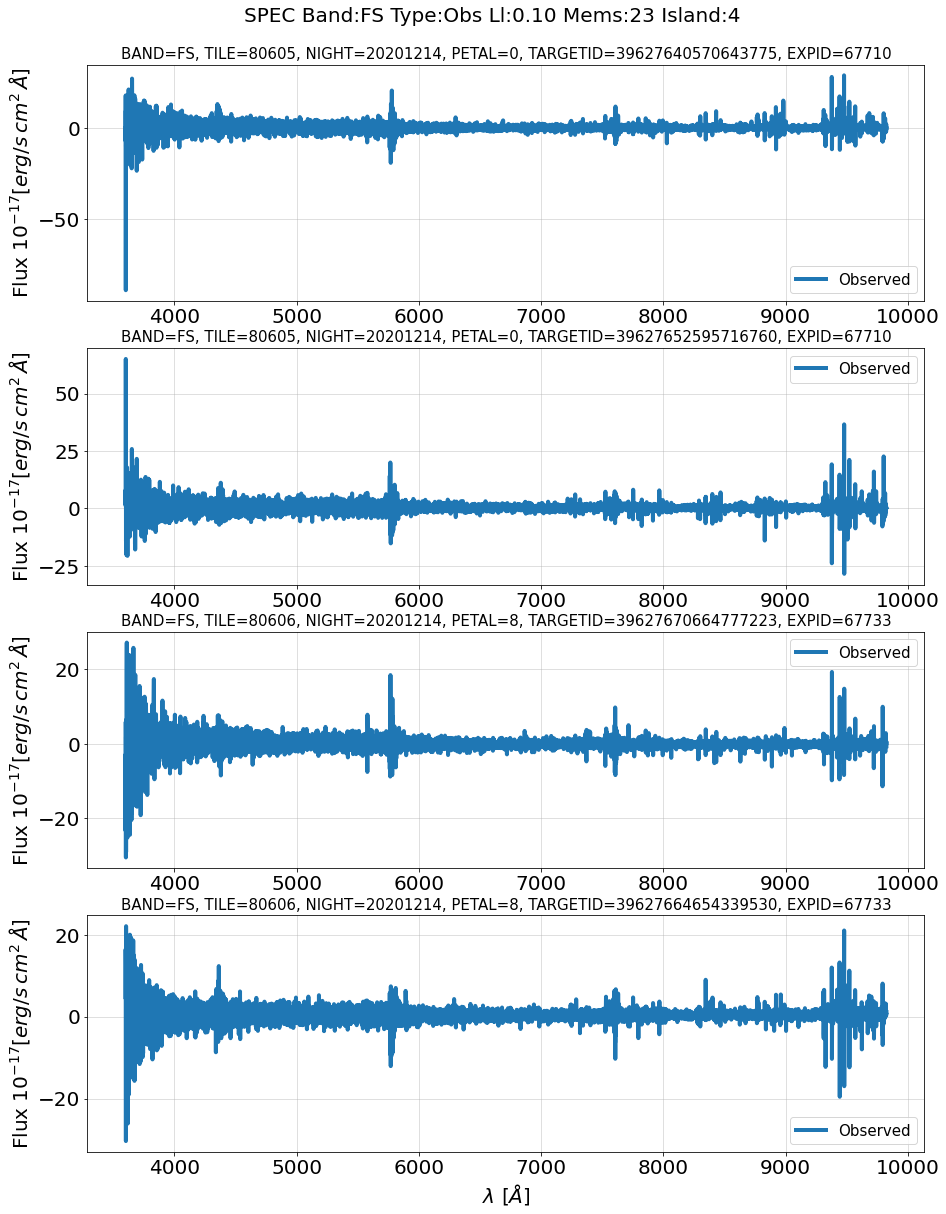 SPEC Band:FS Type:Obs Ll:0.10 Mems:23 Island:4
BAND=FS, TILE=80605, NIGHT=20201214, PETAL=0, TARGETID=39627640570643775, EXPID=67710
Flux 10⁻¹⁷[erg/s cm² Å]
0
−50
Observed
4000 5000 6000 7000 8000 9000 10000
BAND=FS, TILE=80605, NIGHT=20201214, PETAL=0, TARGETID=39627652595716760, EXPID=67710
Flux 10⁻¹⁷[erg/s cm² Å]
50
25
0
−25
Observed
4000 5000 6000 7000 8000 9000 10000
BAND=FS, TILE=80606, NIGHT=20201214, PETAL=8, TARGETID=39627670664777223, EXPID=67733
Flux 10⁻¹⁷[erg/s cm² Å]
20
0
−20
Observed
4000 5000 6000 7000 8000 9000 10000
BAND=FS, TILE=80606, NIGHT=20201214, PETAL=8, TARGETID=39627664654339530, EXPID=67733
Flux 10⁻¹⁷[erg/s cm² Å]
20
0
−20
Observed
4000 5000 6000 7000 8000 9000 10000
λ [Å]